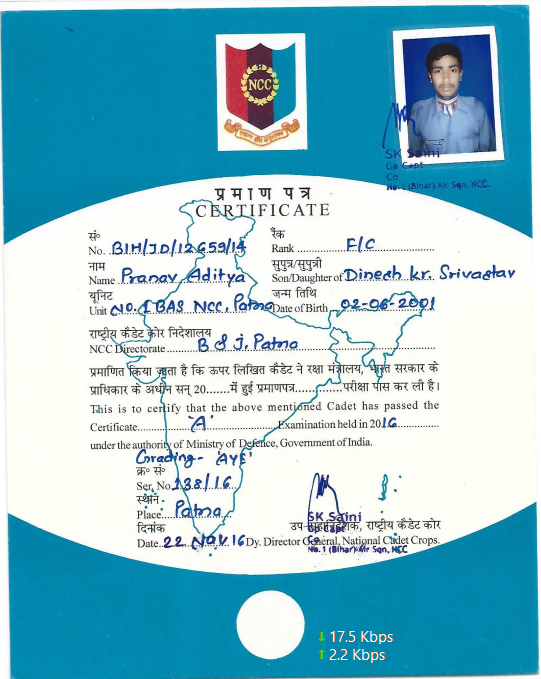 NCC
एकता और अनुशासन
SK Saini
Gp Capt
Co
No. 1 (Bihar) Air Sqn, NCC
प्रमाण पत्र
CERTIFICATE
सं० रैंक
No. BIH/JD/12659/14 Rank F/C
नाम सुपुत्र/सुपुत्री
Name Pranav Aditya Son/Daughter of Dinesh kr. Srivastav
यूनिट जन्म तिथि
Unit NO. 1 BAS NCC. Patna Date of Birth 02-06-2001
राष्ट्रीय कैडेट कोर निदेशालय
NCC Directorate B & J. Patna
प्रमाणित किया जाता है कि ऊपर लिखित कैडेट ने रक्षा मंत्रालय, भारत सरकार के
प्राधिकार के अधीन सन् 20.......में हुई प्रमाणपत्र............परीक्षा पास कर ली है।
This is to certify that the above mentioned Cadet has passed the
Certificate 'A' Examination held in 2016
under the authority of Ministry of Defence, Government of India.
Grading- 'AYE'
क्र० सं०
Ser. No 138/16
स्थान
Place Patna
दिनांक
Date 22 NOV 16
SK Saini
Gp Capt
उप-महानिदेशक, राष्ट्रीय कैडेट कोर
Co
Dy. Director General, National Cadet Crops.
No. 1 (Bihar) Air Sqn, NCC
17.5 Kbps
2.2 Kbps